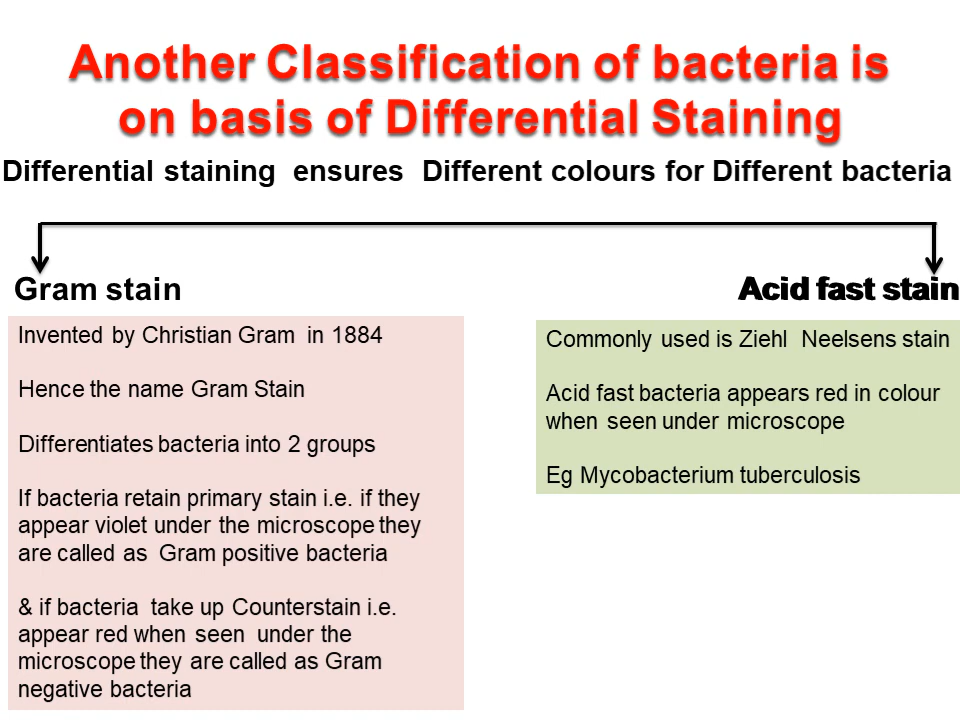 Another Classification of bacteria is
on basis of Differential Staining
Differential staining ensures Different colours for Different bacteria
Gram stain
Invented by Christian Gram in 1884
Hence the name Gram Stain
Differentiates bacteria into 2 groups
If bacteria retain primary stain i.e. if they
appear violet under the microscope they
are called as Gram positive bacteria
& if bacteria take up Counterstain i.e.
appear red when seen under the
microscope they are called as Gram
negative bacteria
Acid fast stain
Commonly used is Ziehl Neelsens stain
Acid fast bacteria appears red in colour
when seen under microscope
Eg Mycobacterium tuberculosis